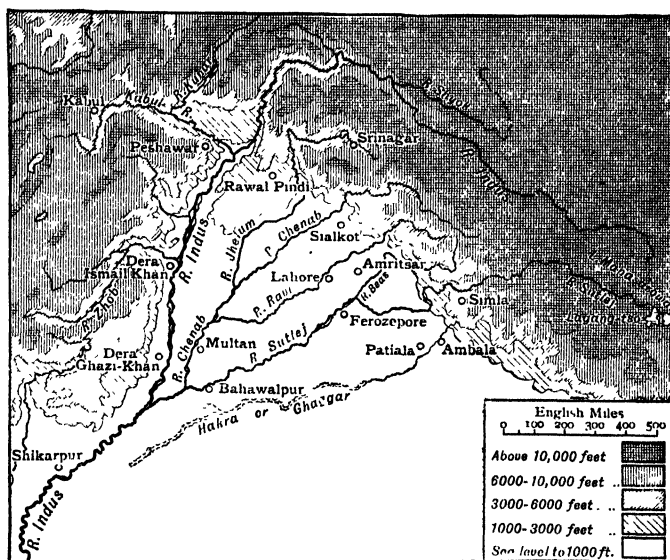 R. Kunar
Kabul
Kabul R.
R. Shyok
Peshawar
Srinagar
R. Indus
Rawal Pindi
R. Indus
R. Jhelum
R. Chenab
Sialkot
Dera
Ismail Khan
Lahore
Amritsar
R. Sutlej
R. Ravi
R. Beas
Simla
R. Zhob
R. Chenab
Ferozepore
Multan
R. Sutlej
Patiala
Ambala
Dera
Ghazi-Khan
Bahawalpur
Hakra or Ghaggar
Shikarpur
R. Indus
English Miles
0 100 200 300 400 500
Above 10,000 feet
6000-10,000 feet ..
3000-6000 feet . ..
1000-3000 feet ..
Sea level to 1000 ft.